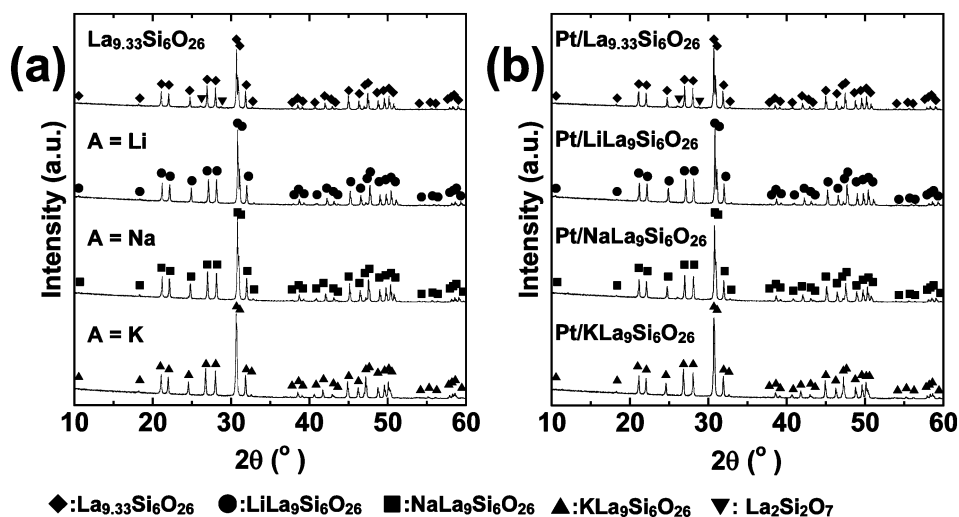 (a)
La₉.₃₃Si₆O₂₆
A = Li
A = Na
A = K
Intensity (a.u.)
10 20 30 40 50 60
2θ (°)
(b)
Pt/La₉.₃₃Si₆O₂₆
Pt/LiLa₉Si₆O₂₆
Pt/NaLa₉Si₆O₂₆
Pt/KLa₉Si₆O₂₆
Intensity (a.u.)
10 20 30 40 50 60
2θ (°)
◆:La₉.₃₃Si₆O₂₆ ●:LiLa₉Si₆O₂₆ ■:NaLa₉Si₆O₂₆ ▲:KLa₉Si₆O₂₆ ▼: La₂Si₂O₇